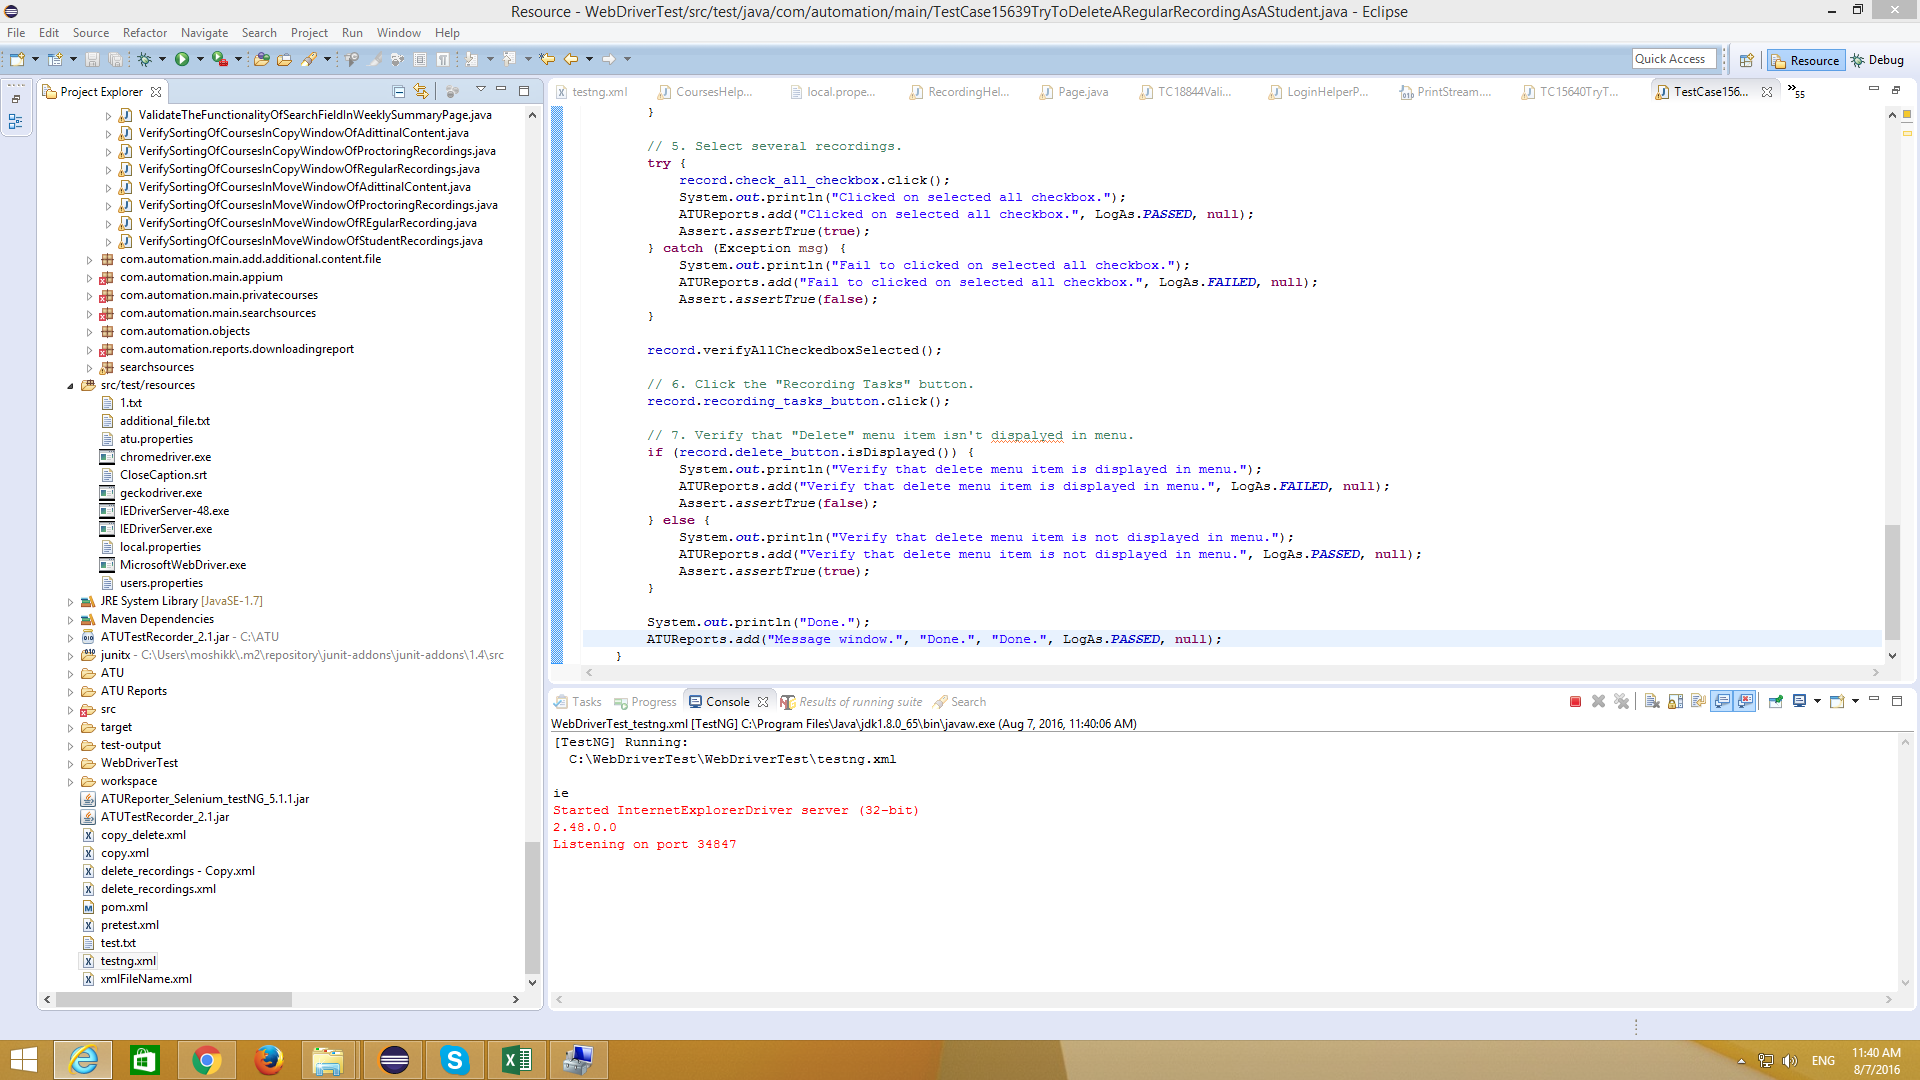 Resource - WebDriverTest/src/test/java/com/automation/main/TestCase15639TryToDeleteARegularRecordingAsAStudent.java - Eclipse
File Edit Source Refactor Navigate Search Project Run Window Help
Quick Access
Resource
Debug
Project Explorer
ValidateTheFunctionalityOfSearchFieldInWeeklySummaryPage.java
VerifySortingOfCoursesInCopyWindowOfAdittinalContent.java
VerifySortingOfCoursesInCopyWindowOfProctoringRecordings.java
VerifySortingOfCoursesInCopyWindowOfRegularRecordings.java
VerifySortingOfCoursesInMoveWindowOfAdittinalContent.java
VerifySortingOfCoursesInMoveWindowOfProctoringRecordings.java
VerifySortingOfCoursesInMoveWindowOfREgularRecording.java
VerifySortingOfCoursesInMoveWindowOfStudentRecordings.java
com.automation.main.add.additional.content.file
com.automation.main.appium
com.automation.main.privatecourses
com.automation.main.searchsources
com.automation.objects
com.automation.reports.downloadingreport
searchsources
src/test/resources
1.txt
additional_file.txt
atu.properties
chromedriver.exe
CloseCaption.srt
geckodriver.exe
IEDriverServer-48.exe
IEDriverServer.exe
local.properties
MicrosoftWebDriver.exe
users.properties
JRE System Library [JavaSE-1.7]
Maven Dependencies
ATUTestRecorder_2.1.jar - C:\ATU
junitx - C:\Users\moshikk\.m2\repository\junit-addons\junit-addons\1.4\src
ATU
ATU Reports
src
target
test-output
WebDriverTest
workspace
ATUReporter_Selenium_testNG_5.1.1.jar
ATUTestRecorder_2.1.jar
copy_delete.xml
copy.xml
delete_recordings - Copy.xml
delete_recordings.xml
pom.xml
pretest.xml
test.txt
testng.xml
xmlFileName.xml
testng.xml CoursesHelp... local.prope... RecordingHel... Page.java TC18844Vali... LoginHelperP... PrintStream.... TC15640TryT... TestCase156... 55
}
// 5. Select several recordings.
try {
record.check_all_checkbox.click();
System.out.println("Clicked on selected all checkbox.");
ATUReports.add("Clicked on selected all checkbox.", LogAs.PASSED, null);
Assert.assertTrue(true);
} catch (Exception msg) {
System.out.println("Fail to clicked on selected all checkbox.");
ATUReports.add("Fail to clicked on selected all checkbox.", LogAs.FAILED, null);
Assert.assertTrue(false);
}
record.verifyAllCheckedboxSelected();
// 6. Click the "Recording Tasks" button.
record.recording_tasks_button.click();
// 7. Verify that "Delete" menu item isn't dispalyed in menu.
if (record.delete_button.isDisplayed()) {
System.out.println("Verify that delete menu item is displayed in menu.");
ATUReports.add("Verify that delete menu item is displayed in menu.", LogAs.FAILED, null);
Assert.assertTrue(false);
} else {
System.out.println("Verify that delete menu item is not displayed in menu.");
ATUReports.add("Verify that delete menu item is not displayed in menu.", LogAs.PASSED, null);
Assert.assertTrue(true);
}
System.out.println("Done.");
ATUReports.add("Message window.", "Done.", "Done.", LogAs.PASSED, null);
}
Tasks Progress Console Results of running suite Search
WebDriverTest_testng.xml [TestNG] C:\Program Files\Java\jdk1.8.0_65\bin\javaw.exe (Aug 7, 2016, 11:40:06 AM)
[TestNG] Running:
C:\WebDriverTest\WebDriverTest\testng.xml
ie
Started InternetExplorerDriver server (32-bit)
2.48.0.0
Listening on port 34847
ENG
11:40 AM
8/7/2016